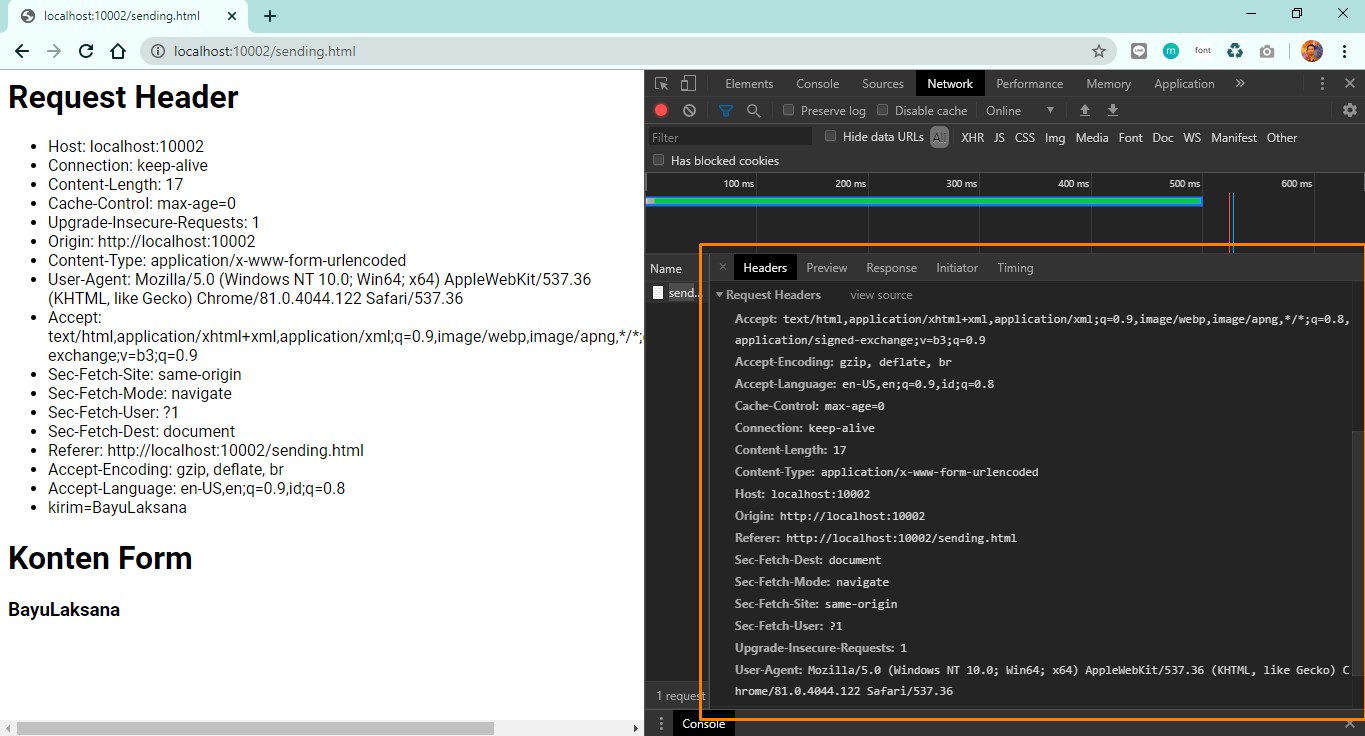 localhost:10002/sending.html
localhost:10002/sending.html
font
Request Header
Host: localhost:10002
Connection: keep-alive
Content-Length: 17
Cache-Control: max-age=0
Upgrade-Insecure-Requests: 1
Origin: http://localhost:10002
Content-Type: application/x-www-form-urlencoded
User-Agent: Mozilla/5.0 (Windows NT 10.0; Win64; x64) AppleWebKit/537.36
(KHTML, like Gecko) Chrome/81.0.4044.122 Safari/537.36
Accept:
text/html,application/xhtml+xml,application/xml;q=0.9,image/webp,image/apng,*/*;
exchange;v=b3;q=0.9
Sec-Fetch-Site: same-origin
Sec-Fetch-Mode: navigate
Sec-Fetch-User: ?1
Sec-Fetch-Dest: document
Referer: http://localhost:10002/sending.html
Accept-Encoding: gzip, deflate, br
Accept-Language: en-US,en;q=0.9,id;q=0.8
kirim=BayuLaksana
Konten Form
BayuLaksana
Elements Console Sources Network Performance Memory Application »
Preserve log Disable cache Online
Filter Hide data URLs All XHR JS CSS Img Media Font Doc WS Manifest Other
Has blocked cookies
100 ms 200 ms 300 ms 400 ms 500 ms 600 ms
Name
send...
1 request
Headers Preview Response Initiator Timing
Request Headers view source
Accept: text/html,application/xhtml+xml,application/xml;q=0.9,image/webp,image/apng,*/*;q=0.8,
application/signed-exchange;v=b3;q=0.9
Accept-Encoding: gzip, deflate, br
Accept-Language: en-US,en;q=0.9,id;q=0.8
Cache-Control: max-age=0
Connection: keep-alive
Content-Length: 17
Content-Type: application/x-www-form-urlencoded
Host: localhost:10002
Origin: http://localhost:10002
Referer: http://localhost:10002/sending.html
Sec-Fetch-Dest: document
Sec-Fetch-Mode: navigate
Sec-Fetch-Site: same-origin
Sec-Fetch-User: ?1
Upgrade-Insecure-Requests: 1
User-Agent: Mozilla/5.0 (Windows NT 10.0; Win64; x64) AppleWebKit/537.36 (KHTML, like Gecko) C
hrome/81.0.4044.122 Safari/537.36
Console